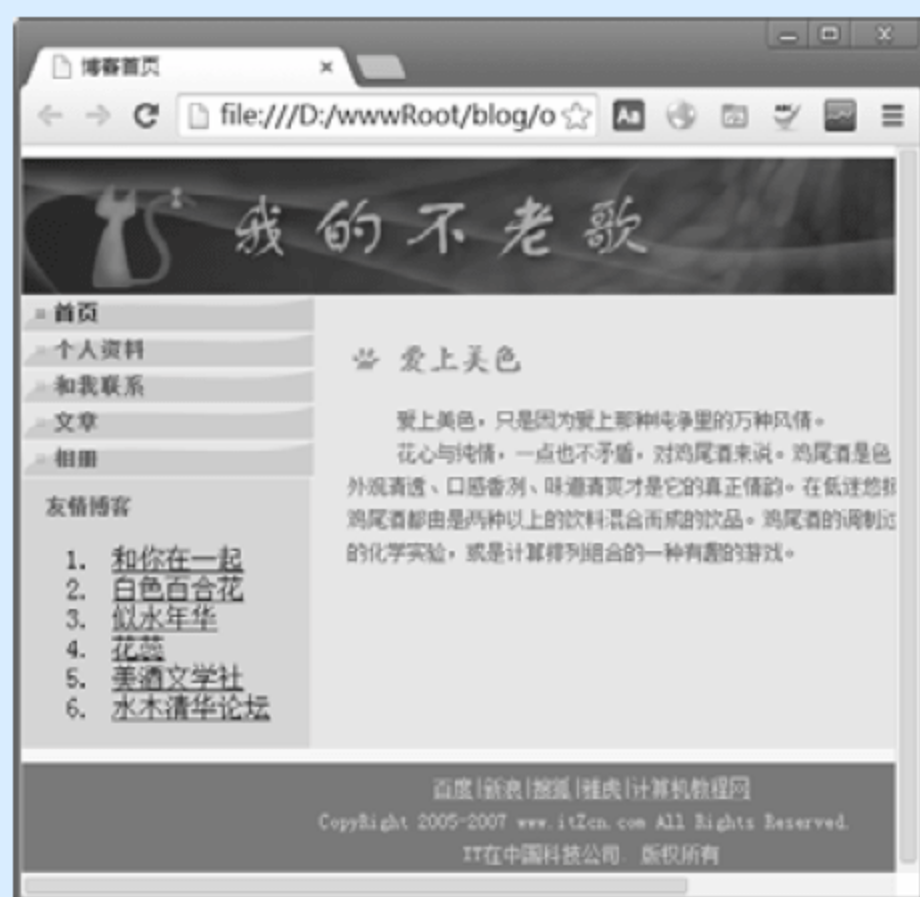 博客首页
file:///D:/wwwRoot/blog/o
我的不老歌
首页
个人资料
和我联系
文章
相册
友情博客
1. 和你在一起
2. 白色百合花
3. 似水年华
4. 花蕊
5. 美酒文学社
6. 水木清华论坛
爱上美色
爱上美色，只是因为爱上那种纯净里的万种风情。
花心与纯情，一点也不矛盾，对鸡尾酒来说。鸡尾酒是色
外观清透、口感香冽、味道清爽才是它的真正情韵。在低迷悠
鸡尾酒都由是两种以上的饮料混合而成的饮品。鸡尾酒的调制过
的化学实验，或是计算排列组合的一种有趣的游戏。
百度|新浪|搜狐|雅虎|计算机教程网
CopyRight 2005-2007 www.itZcn.com All Rights Reserved.
IT在中国科技公司 版权所有